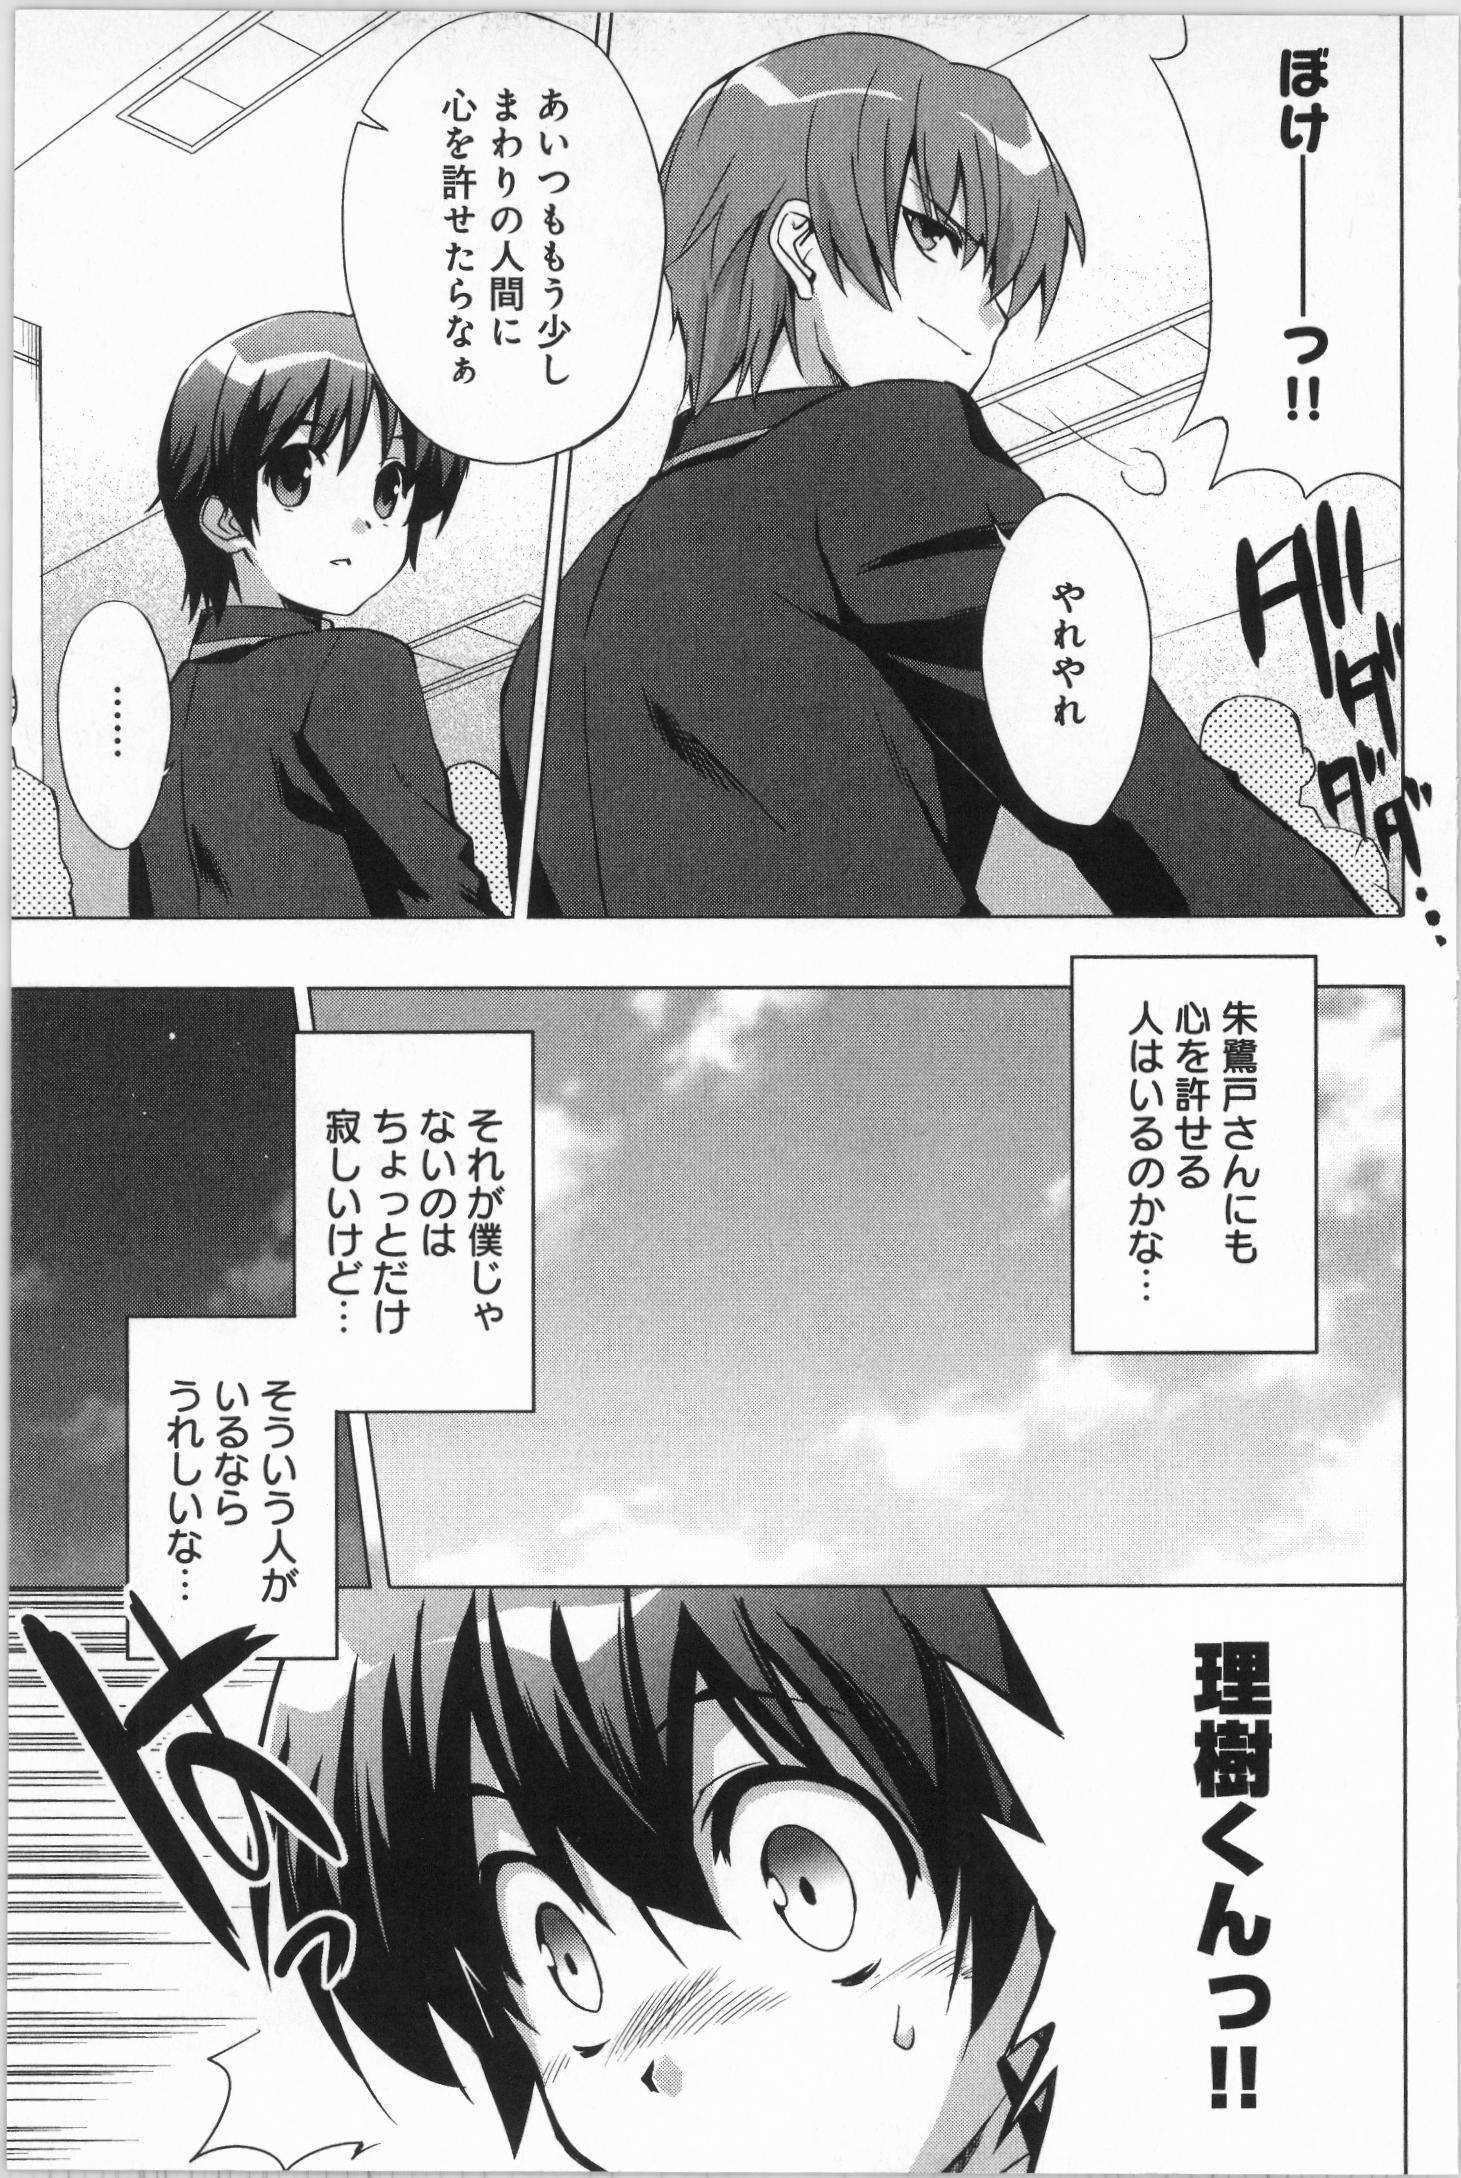 ぼけ――――っ!!
ダダダダダ…
やれやれ
あいつももう少し
まわりの人間に
心を許せたらなぁ
……
朱鷺戸さんにも
心を許せる
人はいるのかな…
それが僕じゃ
ないのは
ちょっとだけ
寂しいけど…
そういう人が
いるなら
うれしいな…
理樹くんっ!!
はっ